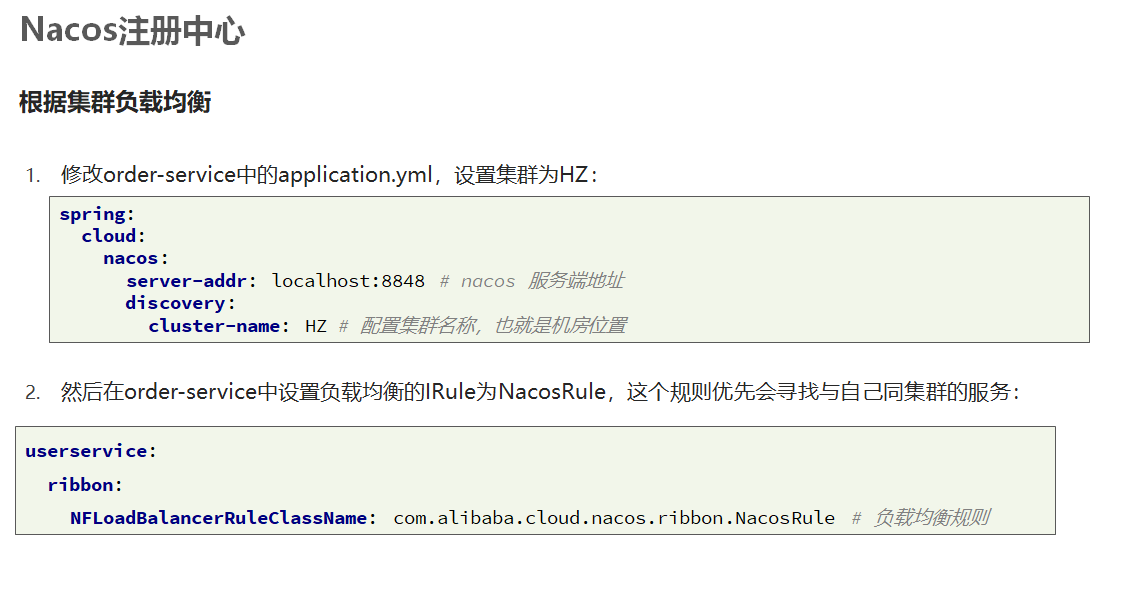 Nacos注册中心
根据集群负载均衡
1. 修改order-service中的application.yml，设置集群为HZ：
spring:
  cloud:
    nacos:
      server-addr: localhost:8848 # nacos 服务端地址
      discovery:
        cluster-name: HZ # 配置集群名称，也就是机房位置
2. 然后在order-service中设置负载均衡的IRule为NacosRule，这个规则优先会寻找与自己同集群的服务：
userservice:
  ribbon:
    NFLoadBalancerRuleClassName: com.alibaba.cloud.nacos.ribbon.NacosRule # 负载均衡规则